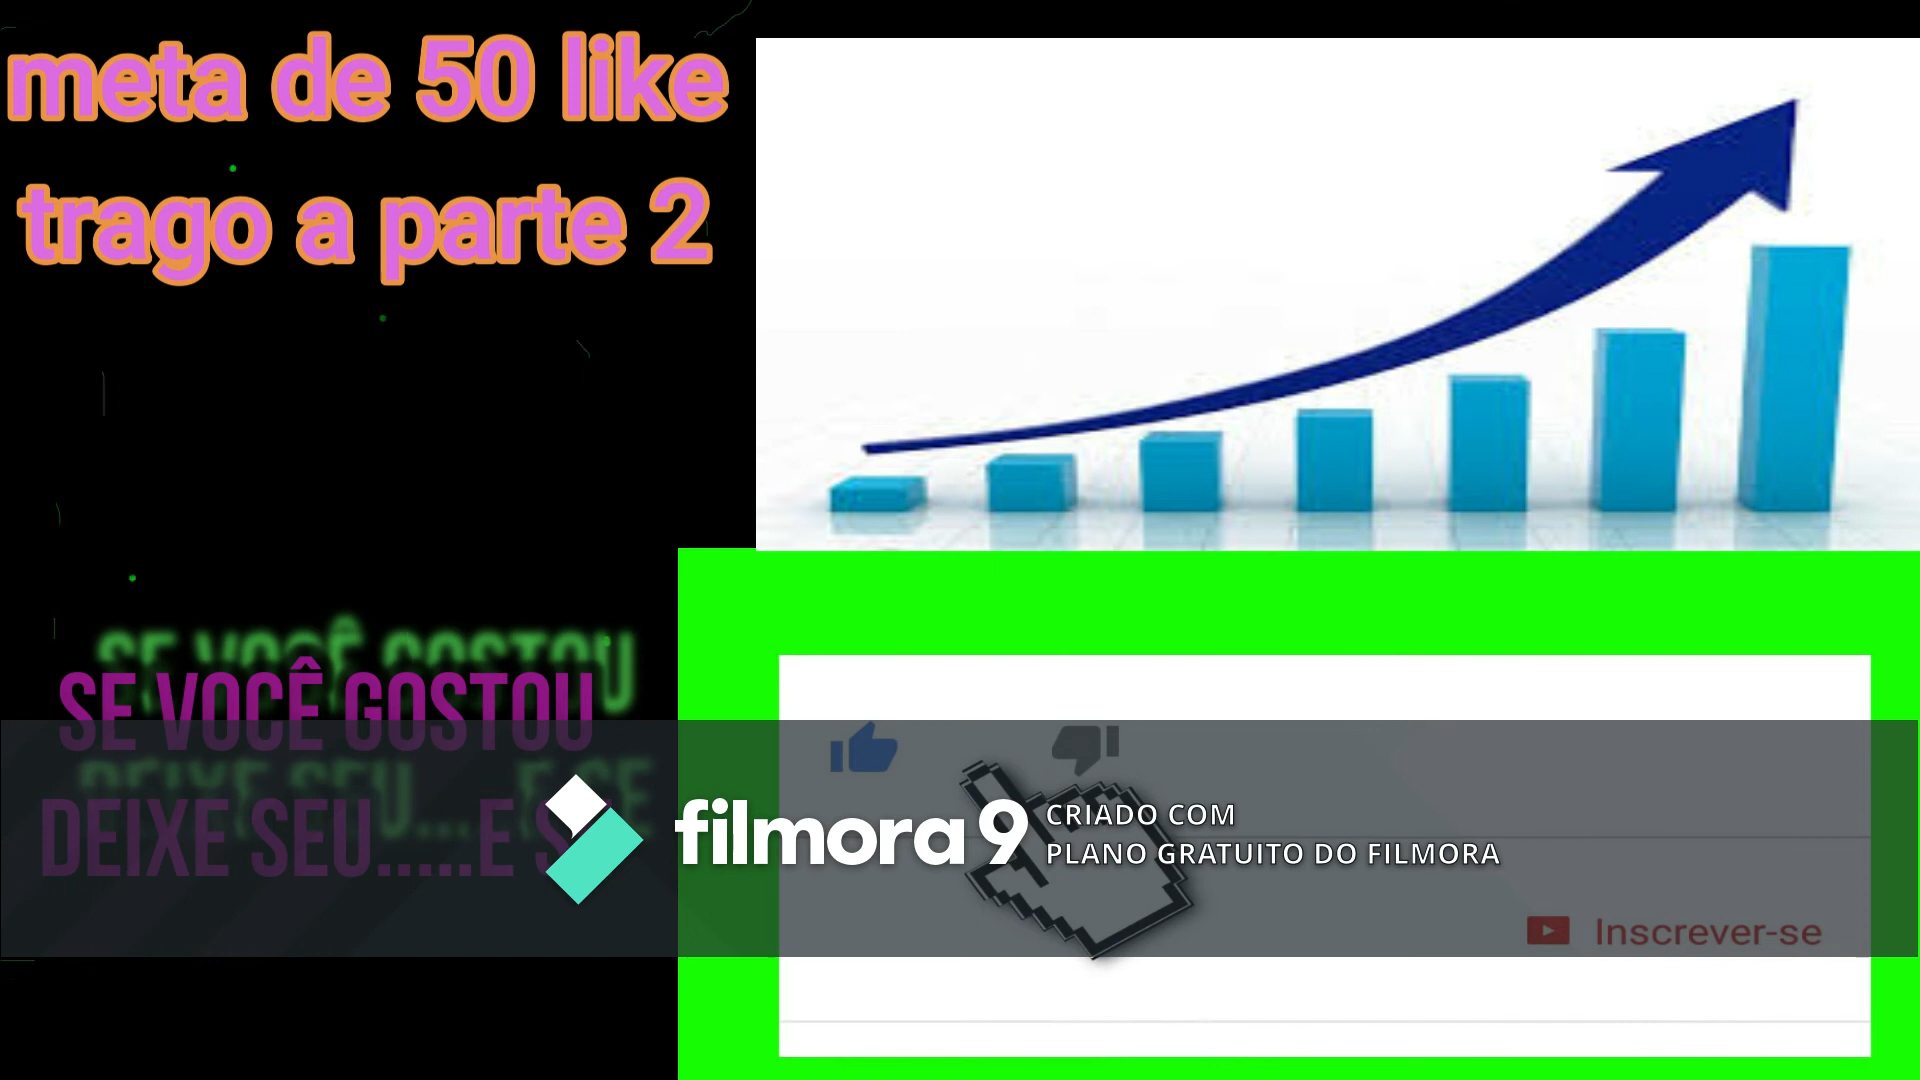 meta de 50 like
trago a parte 2
SE VOCÊ GOSTOU
DEIXE SEU.....E SE
filmora9
CRIADO COM
PLANO GRATUITO DO FILMORA
Inscrever-se